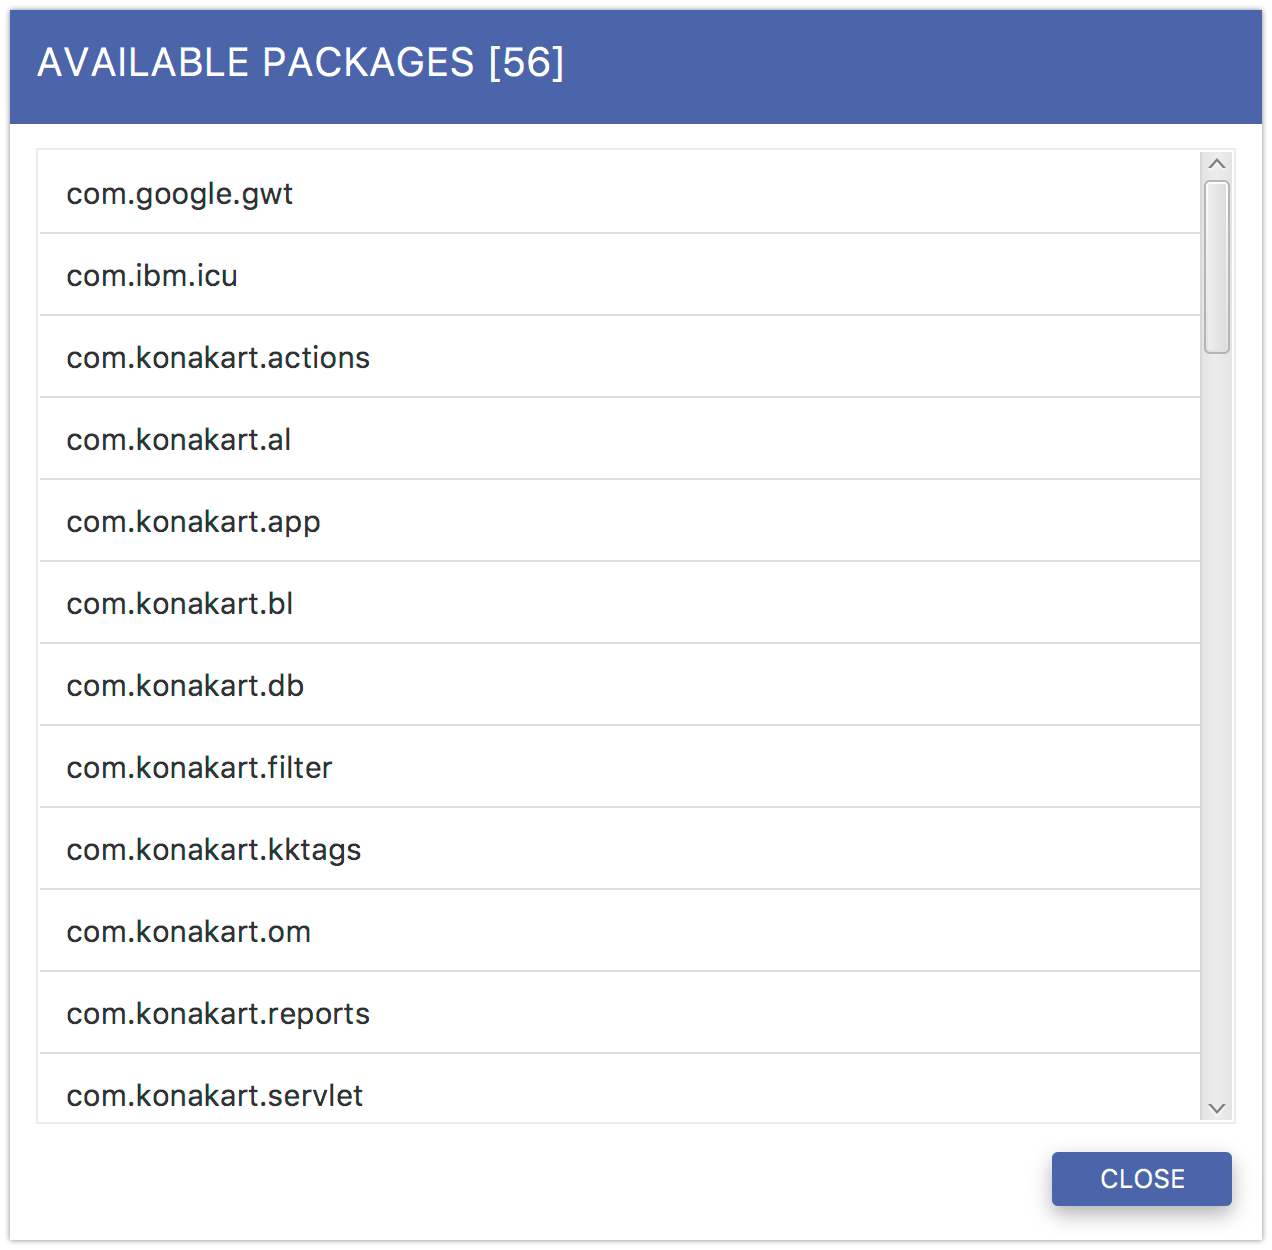 AVAILABLE PACKAGES [56]
com.google.gwt
com.ibm.icu
com.konakart.actions
com.konakart.al
com.konakart.app
com.konakart.bl
com.konakart.db
com.konakart.filter
com.konakart.kktags
com.konakart.om
com.konakart.reports
com.konakart.servlet
CLOSE